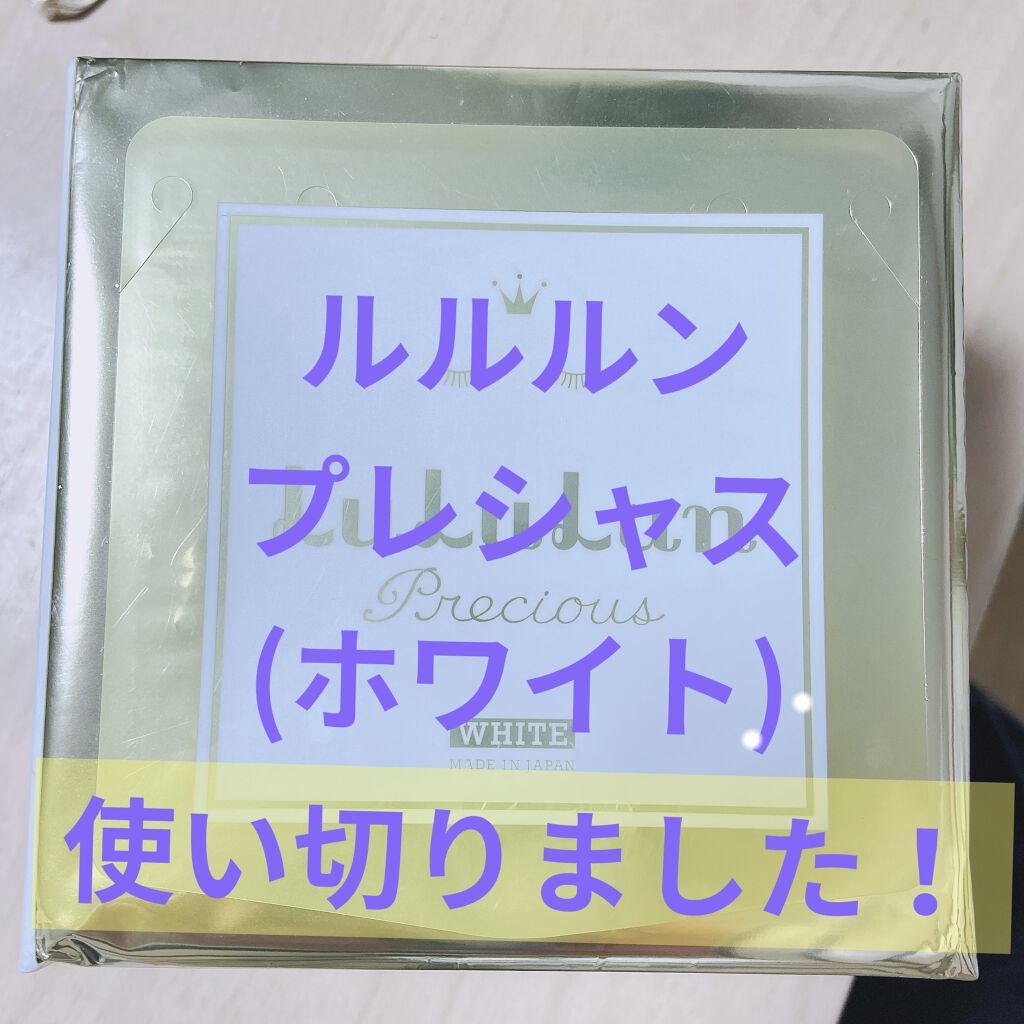 ルルルン
プレシャス
LuLuLun
Precious
(ホワイト)
WHITE
MADE IN JAPAN
使い切りました！